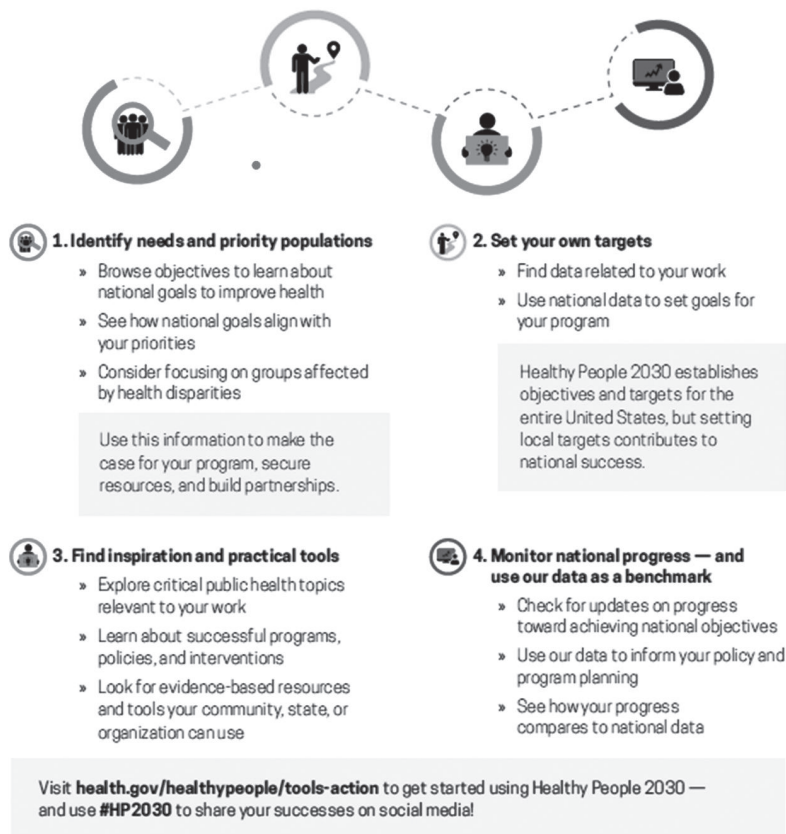 1. Identify needs and priority populations
» Browse objectives to learn about
national goals to improve health
» See how national goals align with
your priorities
» Consider focusing on groups affected
by health disparities
Use this information to make the
case for your program, secure
resources, and build partnerships.
2. Set your own targets
» Find data related to your work
» Use national data to set goals for
your program
Healthy People 2030 establishes
objectives and targets for the
entire United States, but setting
local targets contributes to
national success.
3. Find inspiration and practical tools
» Explore critical public health topics
relevant to your work
» Learn about successful programs,
policies, and interventions
» Look for evidence-based resources
and tools your community, state, or
organization can use
4. Monitor national progress — and
use our data as a benchmark
» Check for updates on progress
toward achieving national objectives
» Use our data to inform your policy and
program planning
» See how your progress
compares to national data
Visit health.gov/healthypeople/tools-action to get started using Healthy People 2030 —
and use #HP2030 to share your successes on social media!